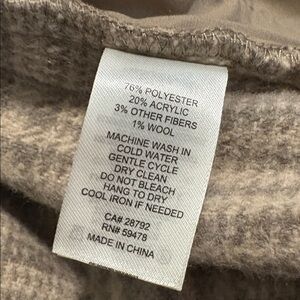 76% POLYESTER
20% ACRYLIC
3% OTHER FIBERS
1% WOOL
MACHINE WASH IN
COLD WATER
GENTLE CYCLE
DRY CLEAN
DO NOT BLEACH
HANG TO DRY
COOL IRON IF NEEDED
CA# 28792
RN# 59478
MADE IN CHINA